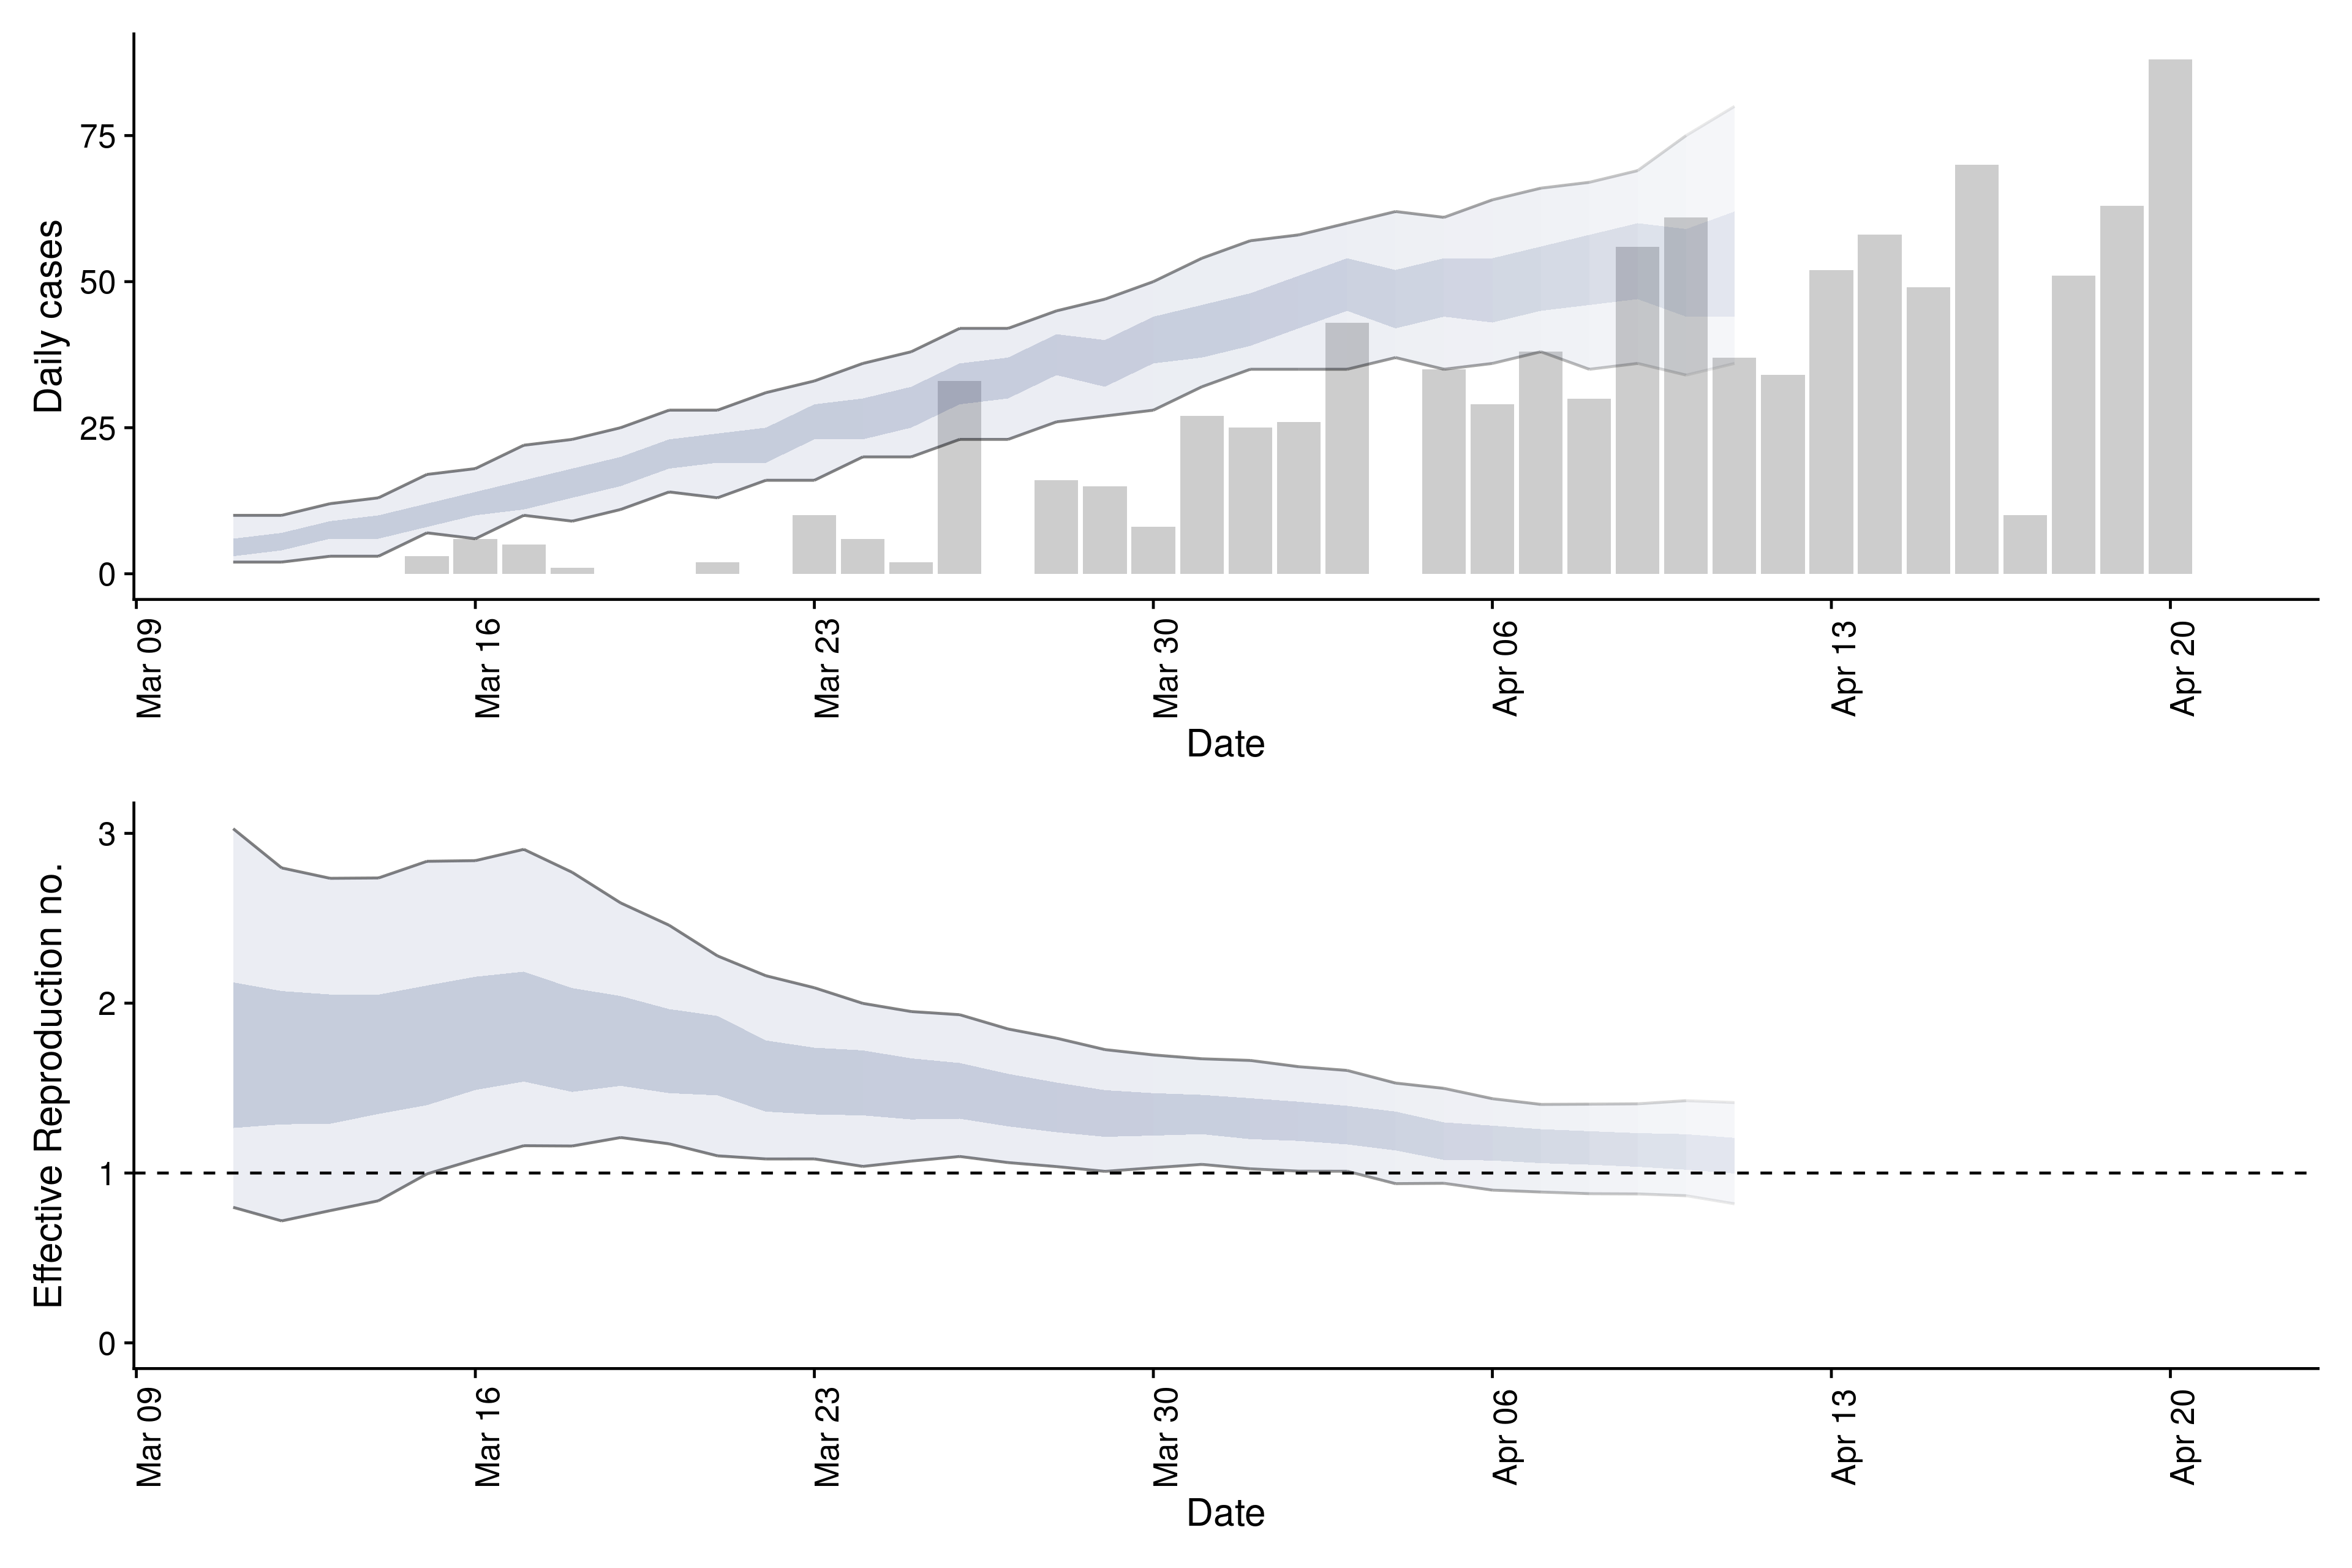 Daily cases
75
50
25
0
Mar 09
Mar 16
Mar 23
Mar 30
Apr 06
Apr 13
Apr 20
Date
Effective Reproduction no.
3
2
1
0
Mar 09
Mar 16
Mar 23
Mar 30
Apr 06
Apr 13
Apr 20
Date